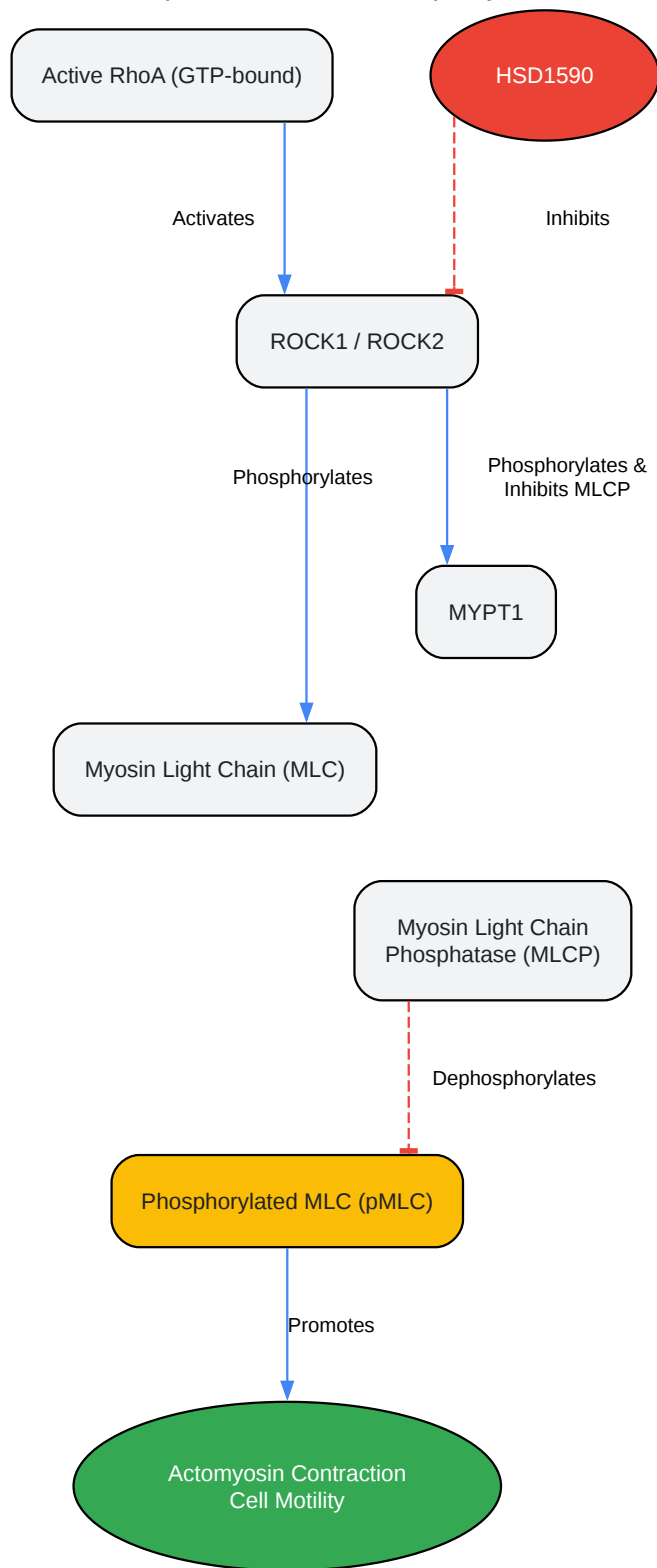 Active RhoA (GTP-bound)
HSD1590
Activates
Inhibits
ROCK1 / ROCK2
Phosphorylates
Phosphorylates &
Inhibits MLCP
MYPT1
Myosin Light Chain (MLC)
Myosin Light Chain
Phosphatase (MLCP)
Dephosphorylates
Phosphorylated MLC (pMLC)
Promotes
Actomyosin Contraction
Cell Motility